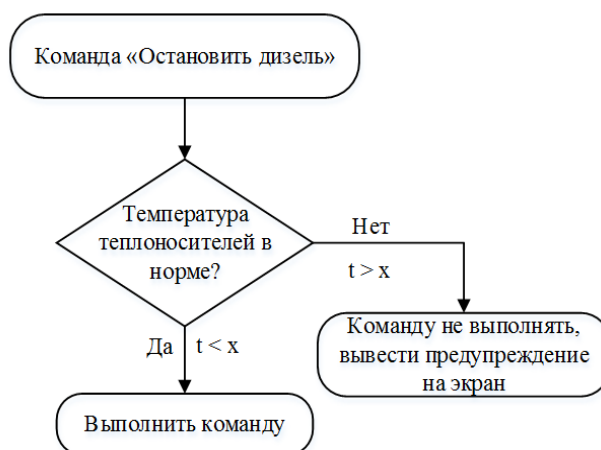 Команда «Остановить дизель»
Температура
теплоносителей в
норме?
Нет
t > x
Команду не выполнять,
вывести предупреждение
на экран
Да t < x
Выполнить команду